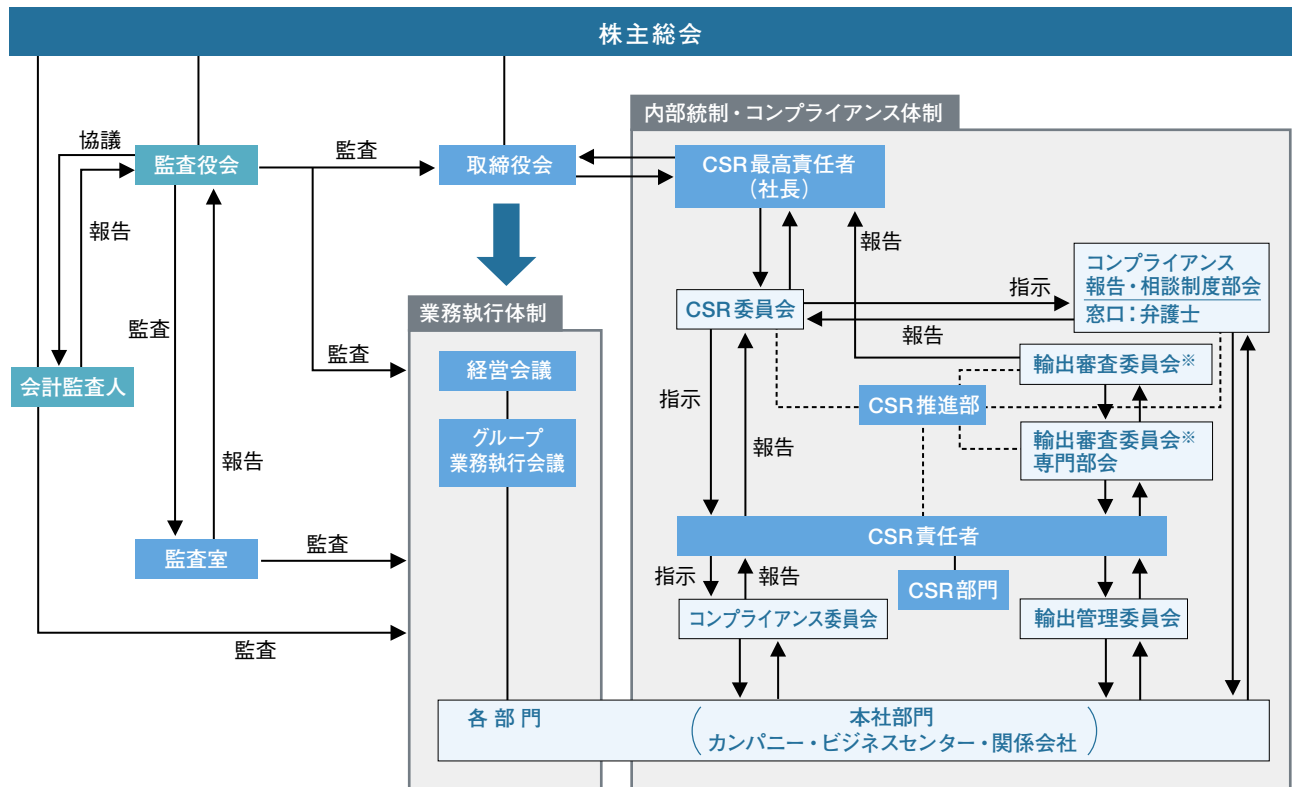 株主総会
内部統制・コンプライアンス体制
協議
監査役会
監査
取締役会
CSR最高責任者
（社長）
報告
報告
コンプライアンス
報告・相談制度部会
窓口：弁護士
指示
CSR委員会
業務執行体制
監査
監査
報告
輸出審査委員会※
会計監査人
経営会議
指示
CSR推進部
グループ
業務執行会議
報告
輸出審査委員会※
専門部会
報告
CSR責任者
監査室
監査
指示
報告
CSR部門
コンプライアンス委員会
輸出管理委員会
監査
各部門
本社部門
（カンパニー・ビジネスセンター・関係会社）